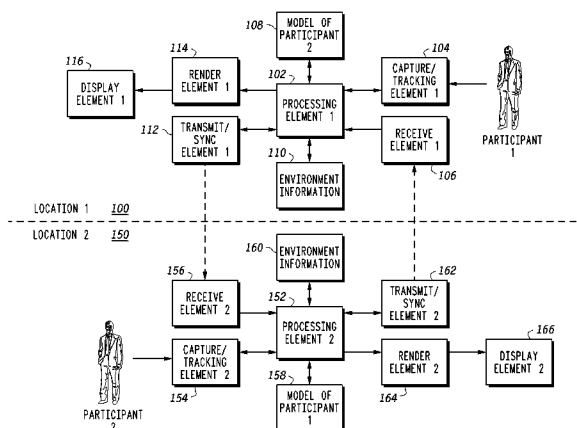 108
MODEL OF
PARTICIPANT
2
116
DISPLAY
ELEMENT 1
114
RENDER
ELEMENT 1
102
PROCESSING
ELEMENT 1
104
CAPTURE/
TRACKING
ELEMENT 1
PARTICIPANT
1
112
TRANSMIT/
SYNC
ELEMENT 1
RECEIVE
ELEMENT 1
106
110
ENVIRONMENT
INFORMATION
LOCATION 1 100
LOCATION 2 150
160
ENVIRONMENT
INFORMATION
156
RECEIVE
ELEMENT 2
152
PROCESSING
ELEMENT 2
162
TRANSMIT/
SYNC
ELEMENT 2
PARTICIPANT
2
CAPTURE/
TRACKING
ELEMENT 2
154
RENDER
ELEMENT 2
164
166
DISPLAY
ELEMENT 2
158
MODEL OF
PARTICIPANT
1